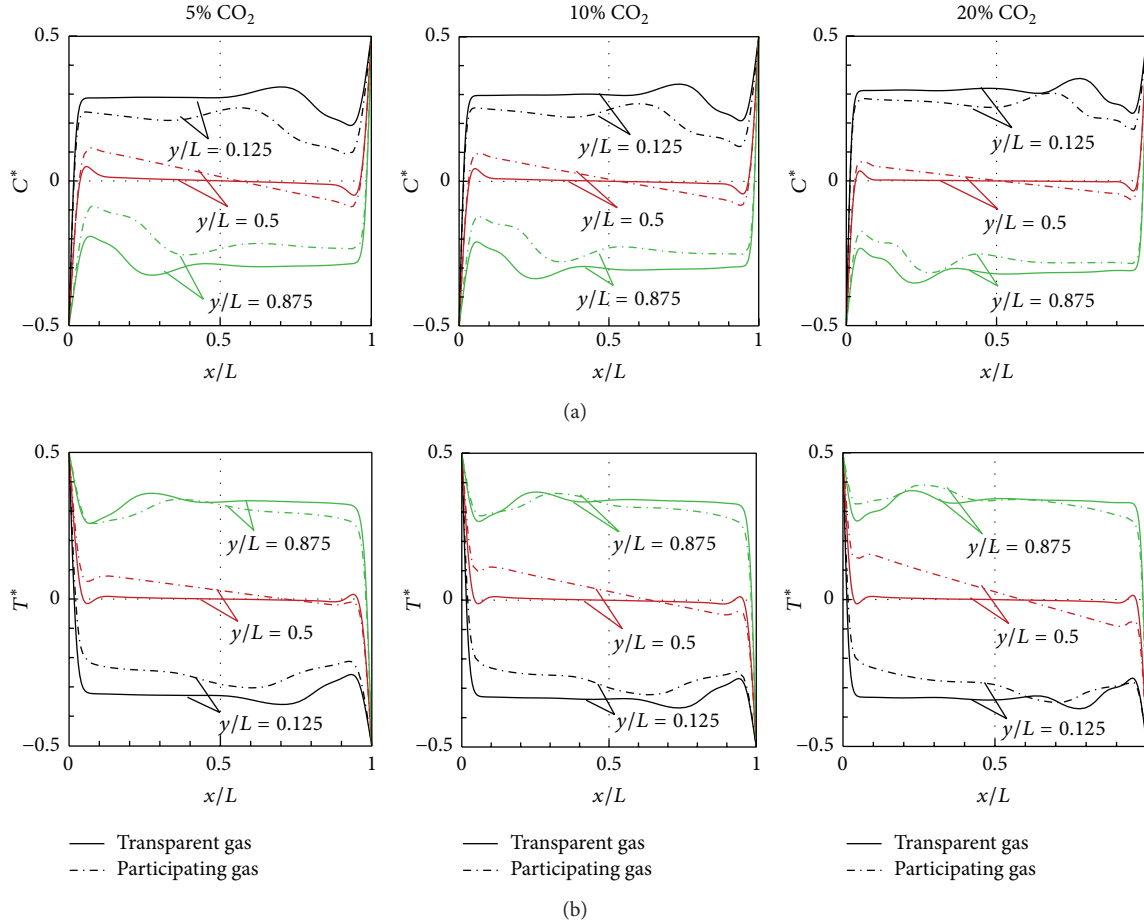 5% CO₂
10% CO₂
20% CO₂
0.5
0
−0.5
C*
y/L = 0.125
y/L = 0.5
y/L = 0.875
0
0.5
1
x/L
0.5
0
−0.5
C*
y/L = 0.125
y/L = 0.5
y/L = 0.875
0
0.5
1
x/L
0.5
0
−0.5
C*
y/L = 0.125
y/L = 0.5
y/L = 0.875
0
0.5
x/L
(a)
0.5
0
−0.5
T*
y/L = 0.875
y/L = 0.5
y/L = 0.125
0
0.5
1
x/L
0.5
0
−0.5
T*
y/L = 0.875
y/L = 0.5
y/L = 0.125
0
0.5
1
x/L
0.5
0
−0.5
T*
y/L = 0.875
y/L = 0.5
y/L = 0.125
0
0.5
x/L
Transparent gas
Participating gas
Transparent gas
Participating gas
Transparent gas
Participating gas
(b)